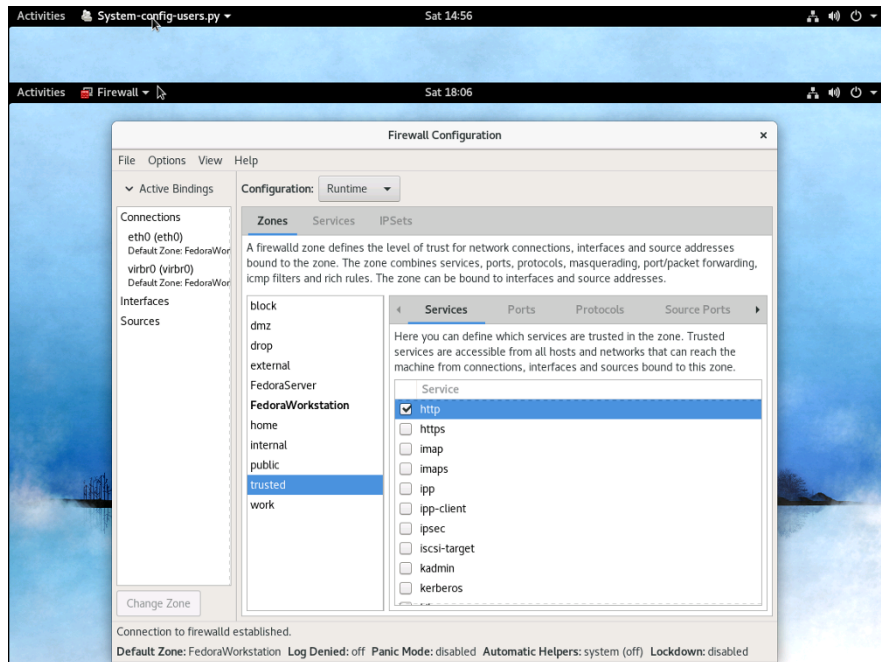 Activities System-config-users.py Sat 14:56
Activities Firewall Sat 18:06
Firewall Configuration
File Options View Help
Active Bindings
Connections
eth0 (eth0)
Default Zone: FedoraWor
virbr0 (virbr0)
Default Zone: FedoraWor
Interfaces
Sources
Change Zone
Configuration: Runtime
Zones Services IPSets
A firewalld zone defines the level of trust for network connections, interfaces and source addresses
bound to the zone. The zone combines services, ports, protocols, masquerading, port/packet forwarding,
icmp filters and rich rules. The zone can be bound to interfaces and source addresses.
block
dmz
drop
external
FedoraServer
FedoraWorkstation
home
internal
public
trusted
work
Services Ports Protocols Source Ports
Here you can define which services are trusted in the zone. Trusted
services are accessible from all hosts and networks that can reach the
machine from connections, interfaces and sources bound to this zone.
Service
http
https
imap
imaps
ipp
ipp-client
ipsec
iscsi-target
kadmin
kerberos
Connection to firewalld established.
Default Zone: FedoraWorkstation Log Denied: off Panic Mode: disabled Automatic Helpers: system (off) Lockdown: disabled